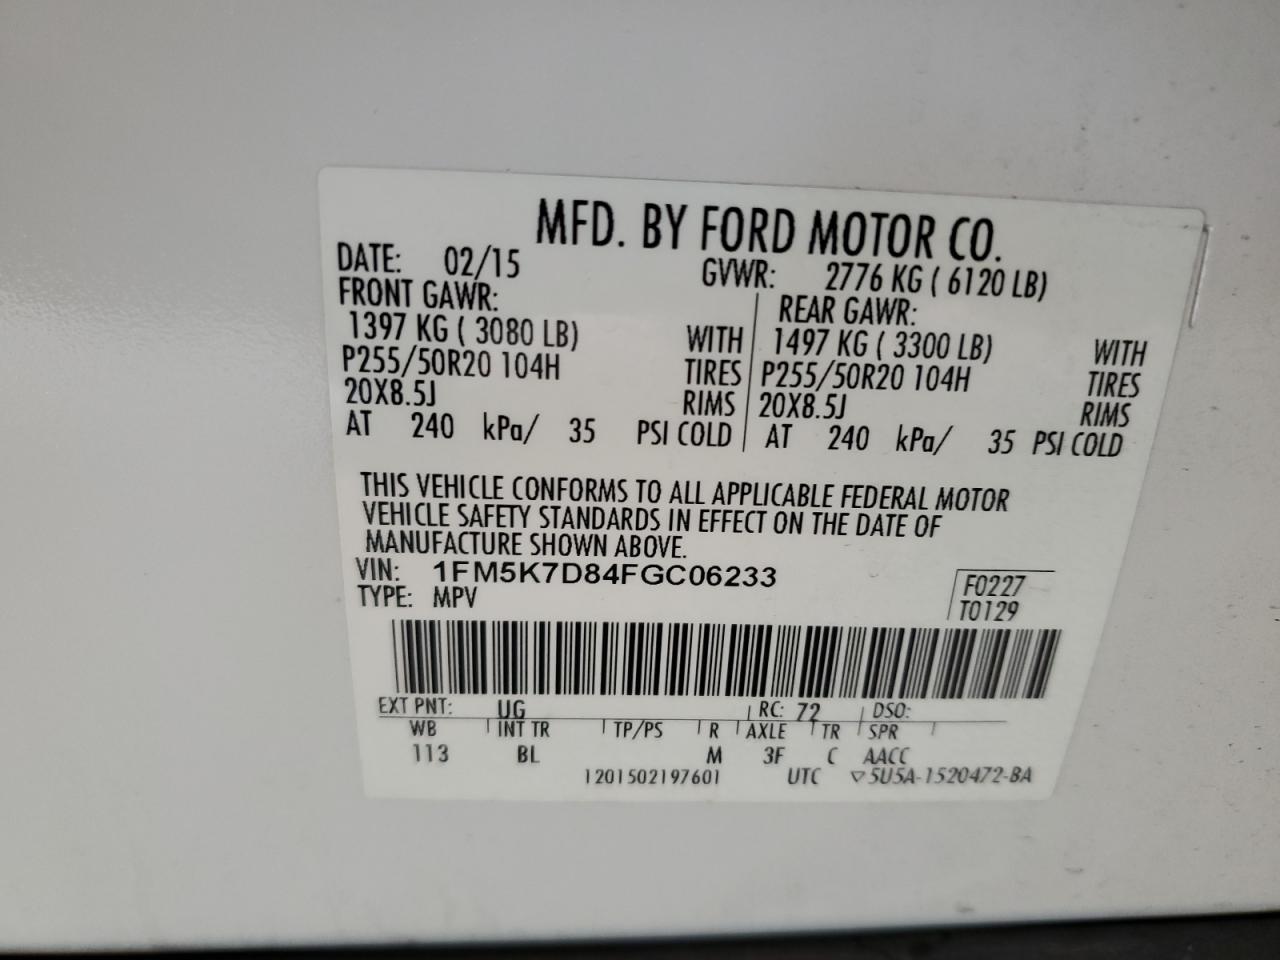 MFD. BY FORD MOTOR CO.
DATE: 02/15 GVWR: 2776 KG ( 6120 LB)
FRONT GAWR: REAR GAWR:
1397 KG ( 3080 LB) WITH 1497 KG ( 3300 LB) WITH
P255/50R20 104H TIRES P255/50R20 104H TIRES
20X8.5J RIMS 20X8.5J RIMS
AT 240 kPa/ 35 PSI COLD AT 240 kPa/ 35 PSI COLD
THIS VEHICLE CONFORMS TO ALL APPLICABLE FEDERAL MOTOR
VEHICLE SAFETY STANDARDS IN EFFECT ON THE DATE OF
MANUFACTURE SHOWN ABOVE.
VIN: 1FM5K7D84FGC06233 F0227
TYPE: MPV T0129
EXT PNT: UG RC: 72 DSO:
WB INT TR TP/PS R AXLE TR SPR
113 BL M 3F C AACC
1201502197601 UTC ▽5U5A-1520472-BA